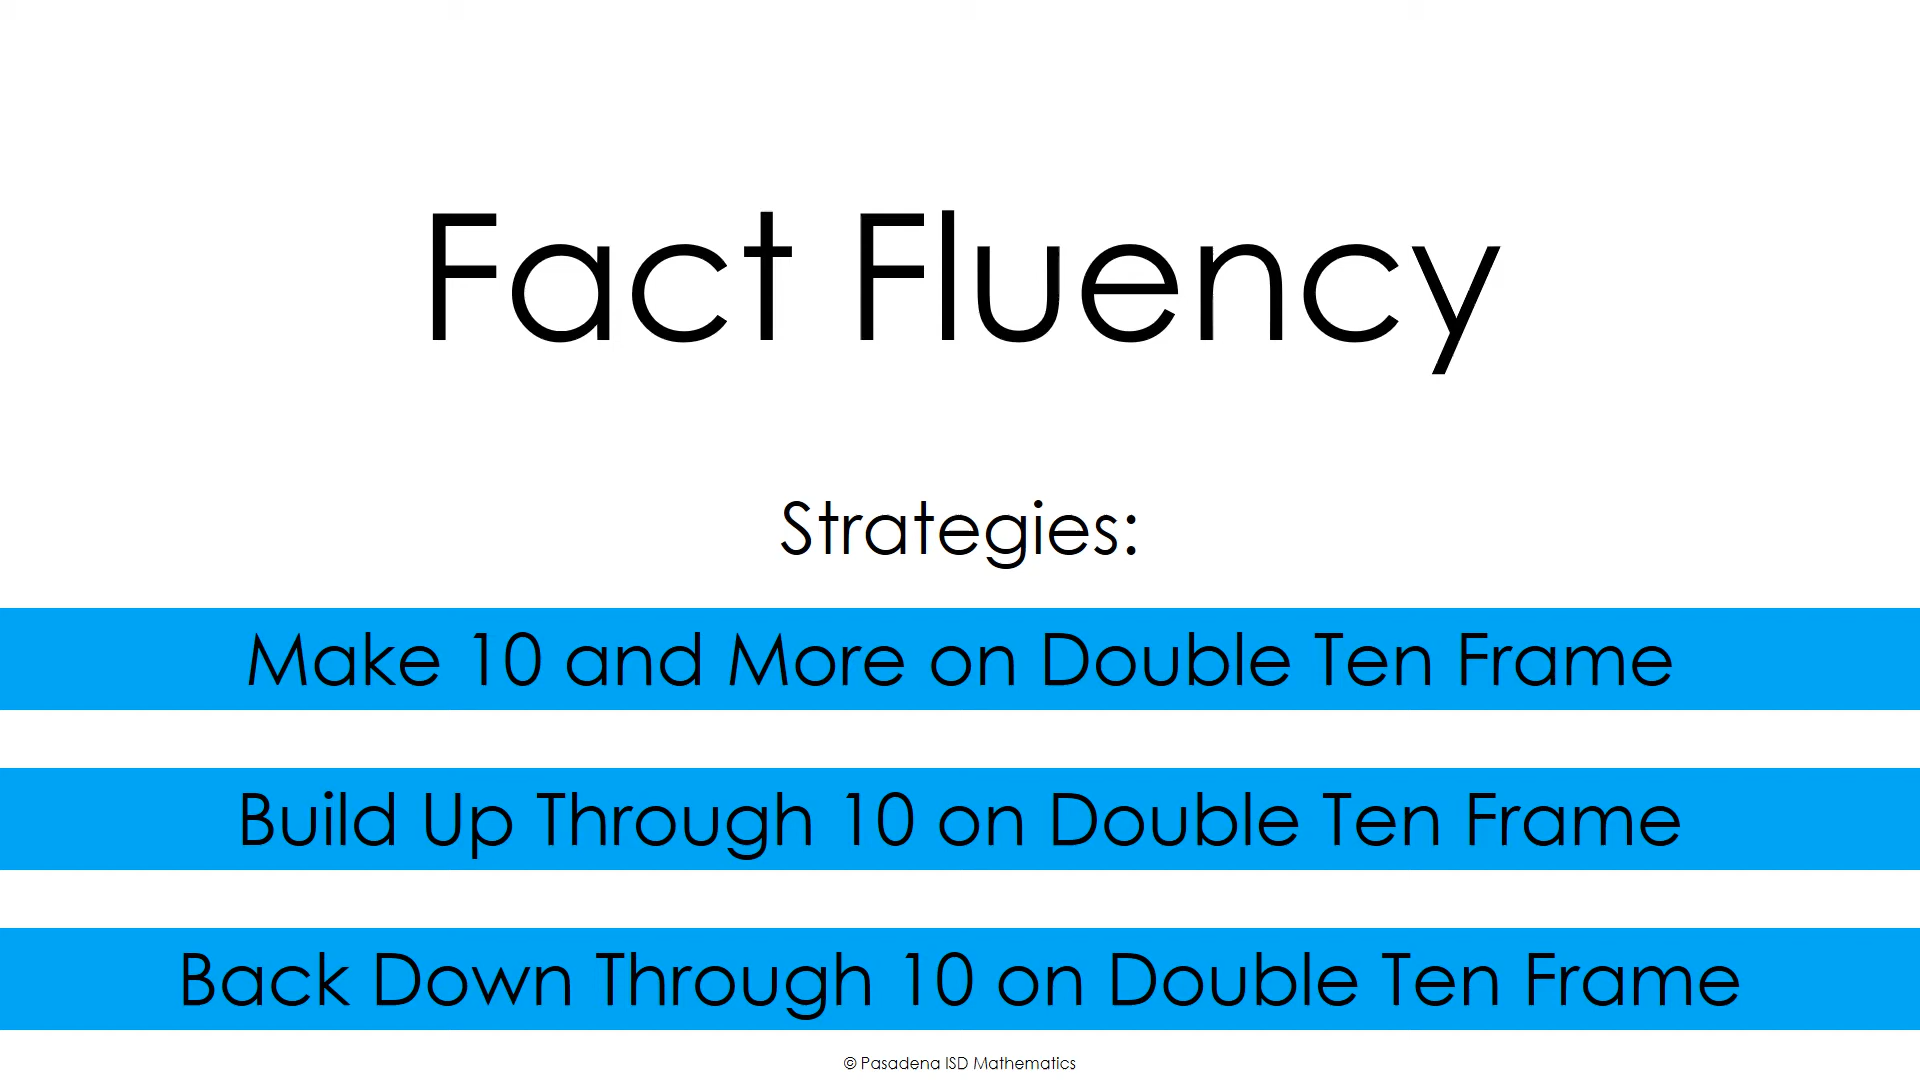 Fact Fluency
Strategies:
Make 10 and More on Double Ten Frame
Build Up Through 10 on Double Ten Frame
Back Down Through 10 on Double Ten Frame
© Pasadena ISD Mathematics